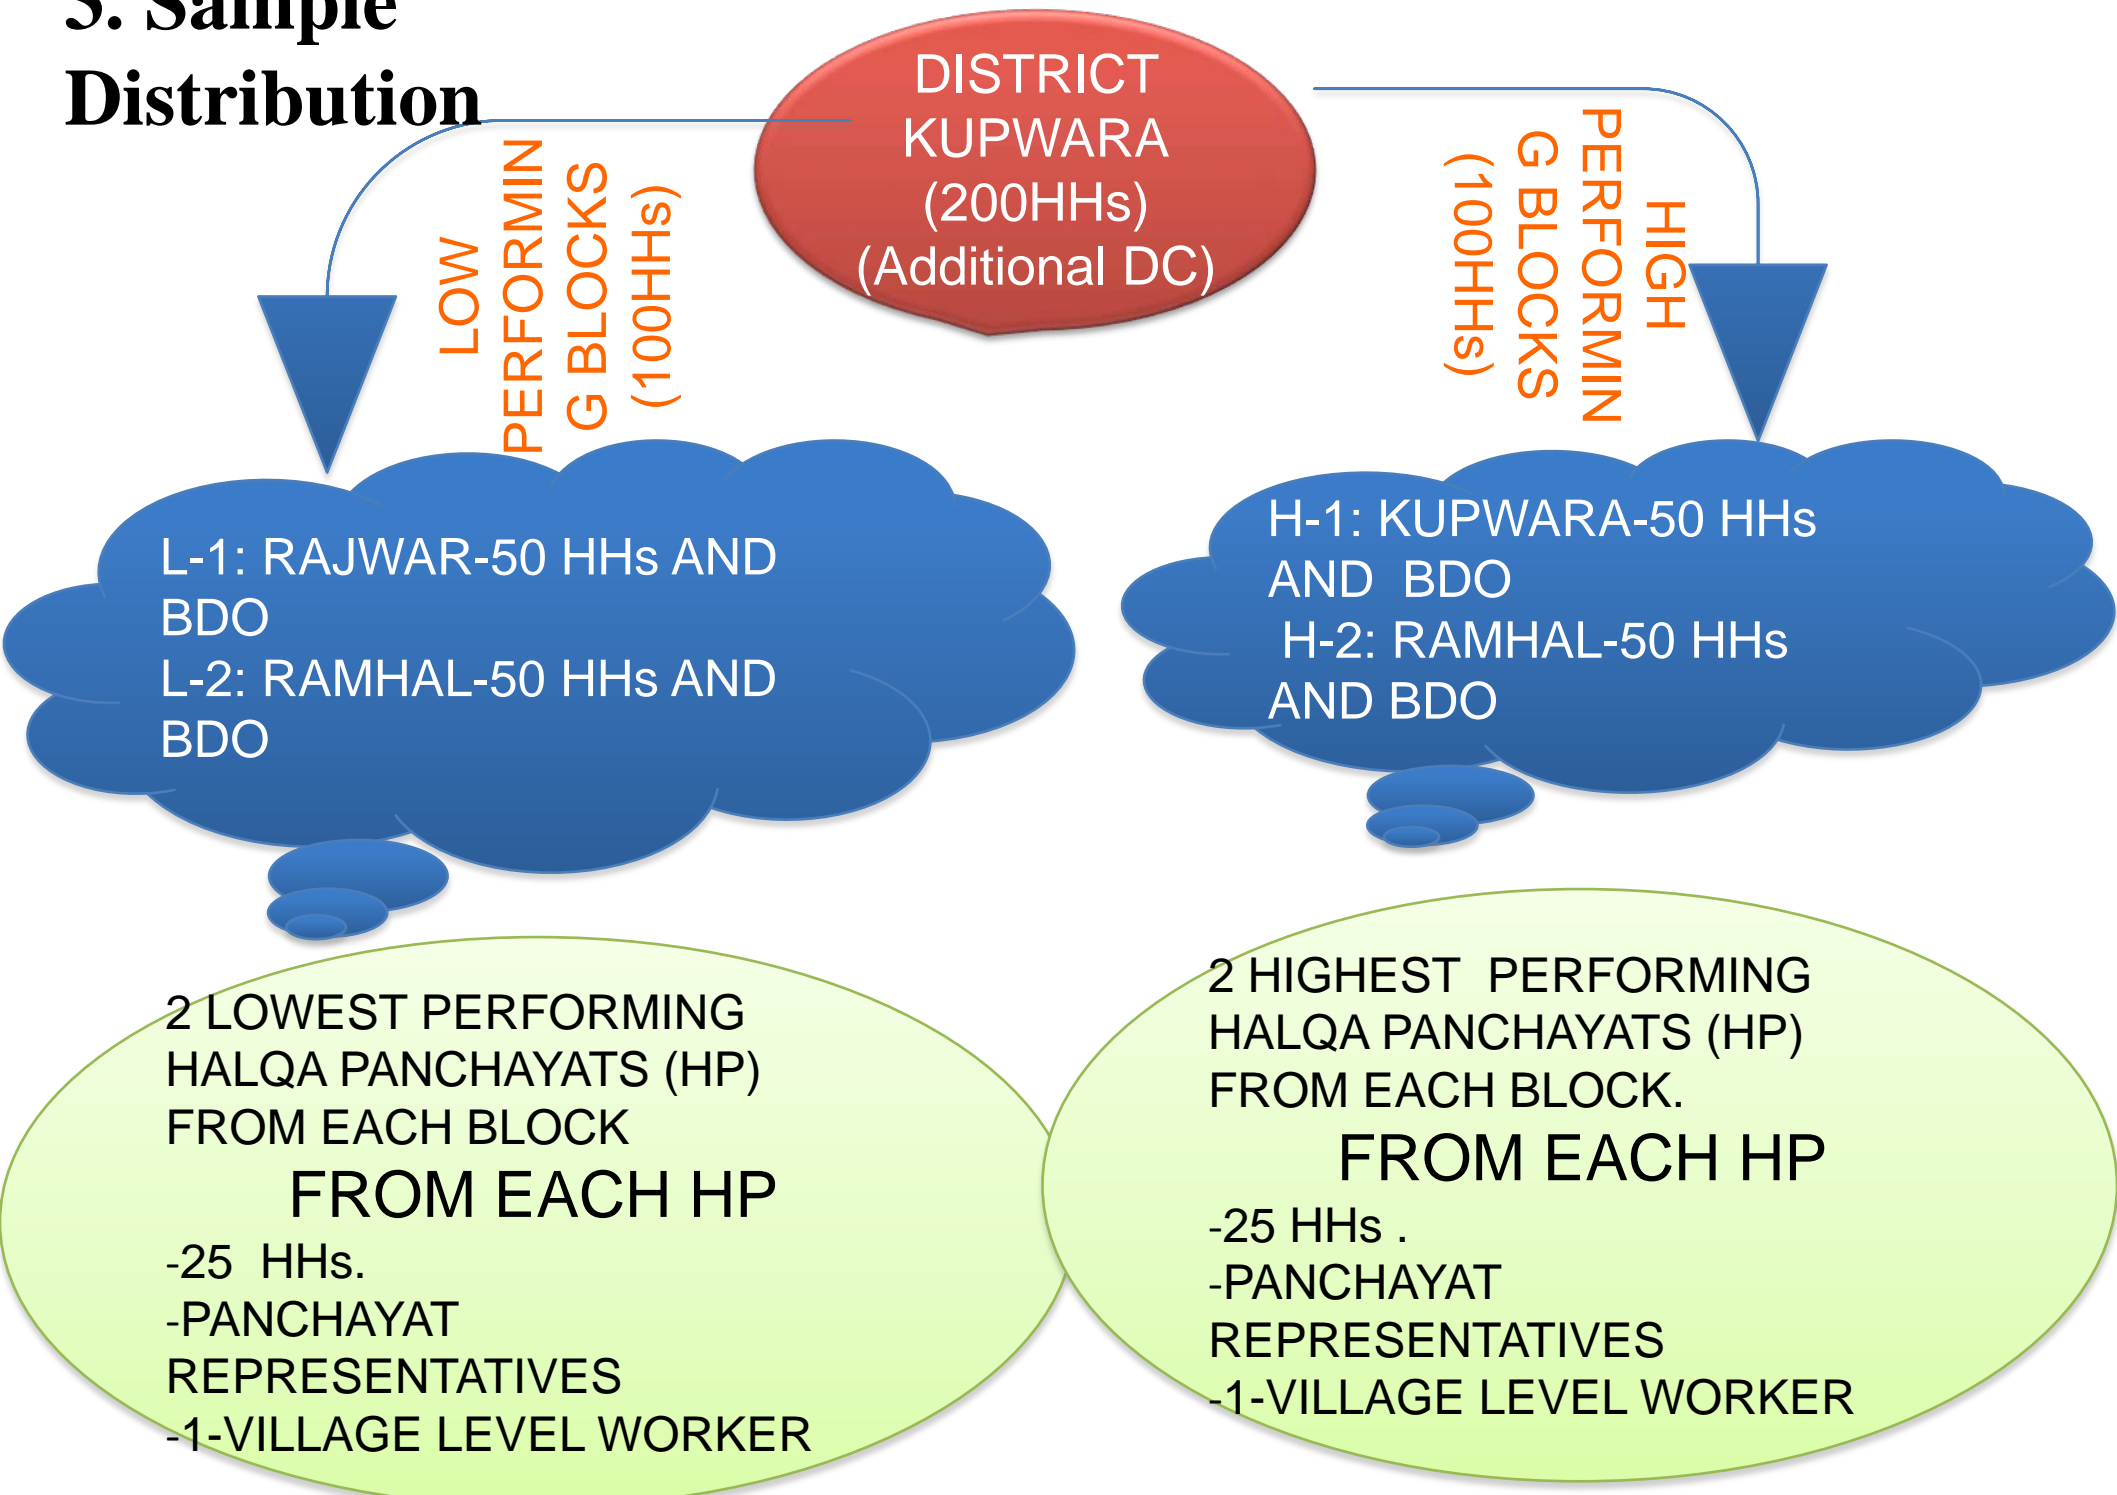 Sample
Distribution
DISTRICT
KUPWARA
(200HHs)
(Additional DC)
LOW
PERFORMIN
G BLOCKS
(100HHs)
HIGH
PERFORMIN
G BLOCKS
(100HHs)
L-1: RAJWAR-50 HHs AND
BDO
L-2: RAMHAL-50 HHs AND
BDO
H-1: KUPWARA-50 HHs
AND BDO
H-2: RAMHAL-50 HHs
AND BDO
2 LOWEST PERFORMING
HALQA PANCHAYATS (HP)
FROM EACH BLOCK
FROM EACH HP
-25 HHs.
-PANCHAYAT
REPRESENTATIVES
-1-VILLAGE LEVEL WORKER
2 HIGHEST PERFORMING
HALQA PANCHAYATS (HP)
FROM EACH BLOCK.
FROM EACH HP
-25 HHs .
-PANCHAYAT
REPRESENTATIVES
-1-VILLAGE LEVEL WORKER